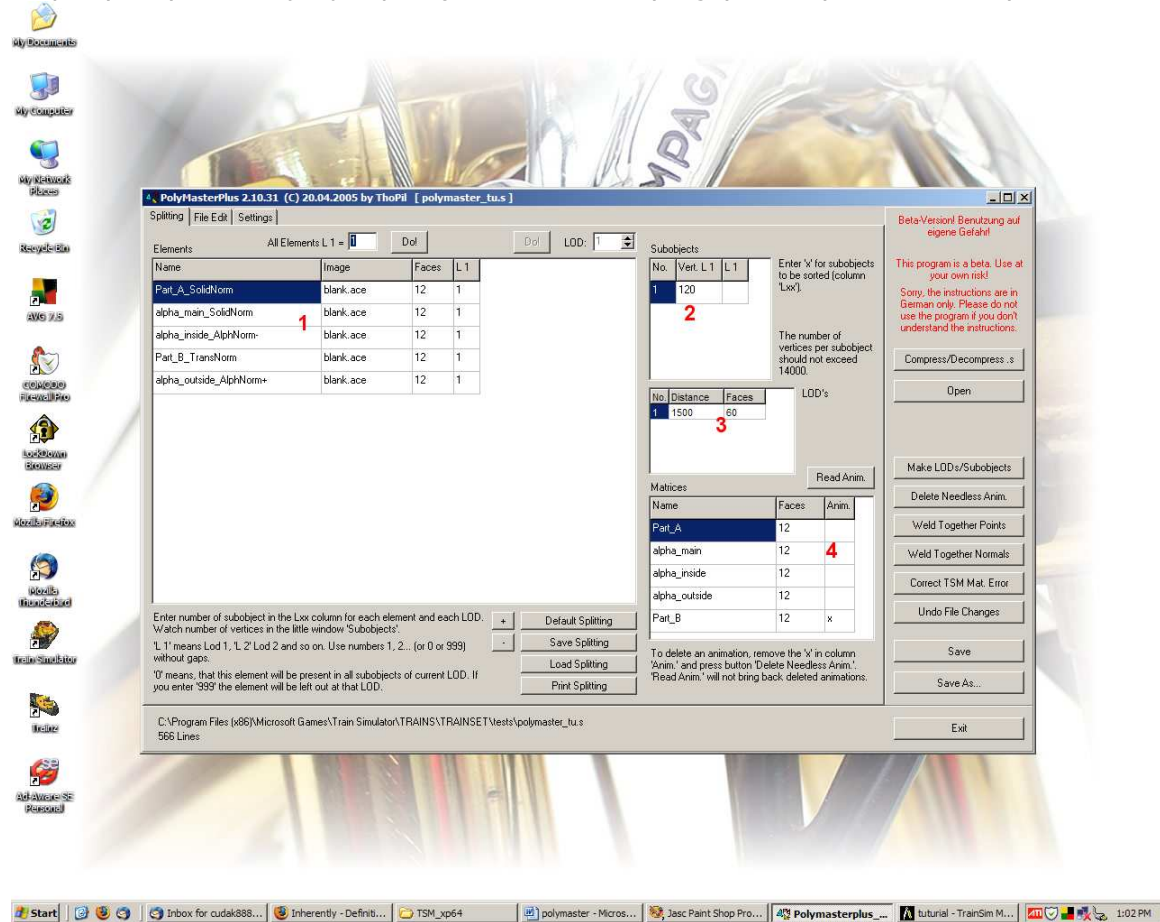 My Documents
My Computer
My Network
Places
Recycle Bin
AVG 7.5
COMODO
Firewall Pro
LockDown
Browser
Mozilla Firefox
Mozilla
Thunderbird
Train Simulator
Trainz
Ad-Aware SE
Personal
MPAG
PolyMasterPlus 2.10.31 (C) 20.04.2005 by ThoPil [ polymaster_tu.s ]
Splitting File Edit Settings
Elements All Elements L 1 = 1 Do! Do! LOD: 1
Name Image Faces L 1
Part_A_SolidNorm blank.ace 12 1
alpha_main_SolidNorm blank.ace 12 1
alpha_inside_AlphNorm- blank.ace 12 1
Part_B_TransNorm blank.ace 12 1
alpha_outside_AlphNorm+ blank.ace 12 1
1
Enter number of subobject in the Lxx column for each element and each LOD.
Watch number of vertices in the little window 'Subobjects'.
'L 1' means Lod 1, 'L 2' Lod 2 and so on. Use numbers 1, 2... (or 0 or 999)
without gaps.
'0' means, that this element will be present in all subobjects of current LOD. If
you enter '999' the element will be left out at that LOD.
+ Default Splitting
- Save Splitting
Load Splitting
Print Splitting
Subobjects
No. Vert. L 1 L 1
1 120
2
Enter 'x' for subobjects
to be sorted (column
'Lxx').
The number of
vertices per subobject
should not exceed
14000.
LOD's
No. Distance Faces
1 1500 60
3
Read Anim.
Matrices
Name Faces Anim.
Part_A 12
alpha_main 12
alpha_inside 12
alpha_outside 12
Part_B 12 x
4
To delete an animation, remove the 'x' in column
'Anim.' and press button 'Delete Needless Anim.'.
'Read Anim.' will not bring back deleted animations.
Beta-Version! Benutzung auf
eigene Gefahr!
This program is a beta. Use at
your own risk!
Sorry, the instructions are in
German only. Please do not
use the program if you don't
understand the instructions.
Compress/Decompress .s
Open
Make LODs/Subobjects
Delete Needless Anim.
Weld Together Points
Weld Together Normals
Correct TSM Mat. Error
Undo File Changes
Save
Save As...
Exit
C:\Program Files (x86)\Microsoft Games\Train Simulator\TRAINS\TRAINSET\tests\polymaster_tu.s
566 Lines
Start Inbox for cudak888... Inherently - Definiti... TSM_xp64 polymaster - Micros... Jasc Paint Shop Pro... Polymasterplus_... tuturial - TrainSim M... ATI 1:02 PM